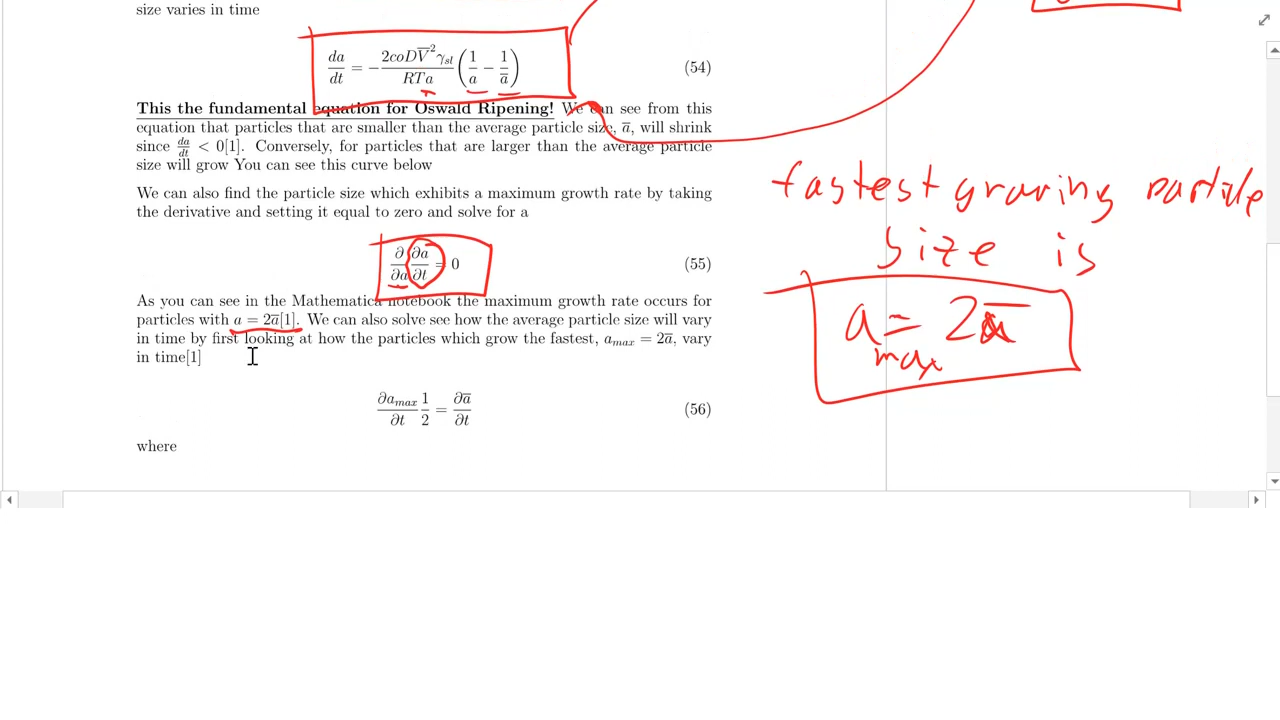 size varies in time
da/dt = −(2coDV̅²γ_sl/RTa)(1/a − 1/a̅) (54)
This the fundamental equation for Oswald Ripening! We can see from this
equation that particles that are smaller than the average particle size, a̅, will shrink
since da/dt < 0[1]. Conversely, for particles that are larger than the average particle
size will grow You can see this curve below
We can also find the particle size which exhibits a maximum growth rate by taking
the derivative and setting it equal to zero and solve for a
∂/∂a ∂a/∂t = 0 (55)
As you can see in the Mathematica notebook the maximum growth rate occurs for
particles with a = 2a̅[1]. We can also solve see how the average particle size will vary
in time by first looking at how the particles which grow the fastest, a_max = 2a̅, vary
in time[1]
∂a_max/∂t 1/2 = ∂a̅/∂t (56)
where
fastest growing particle
size is
a_max = 2a̅